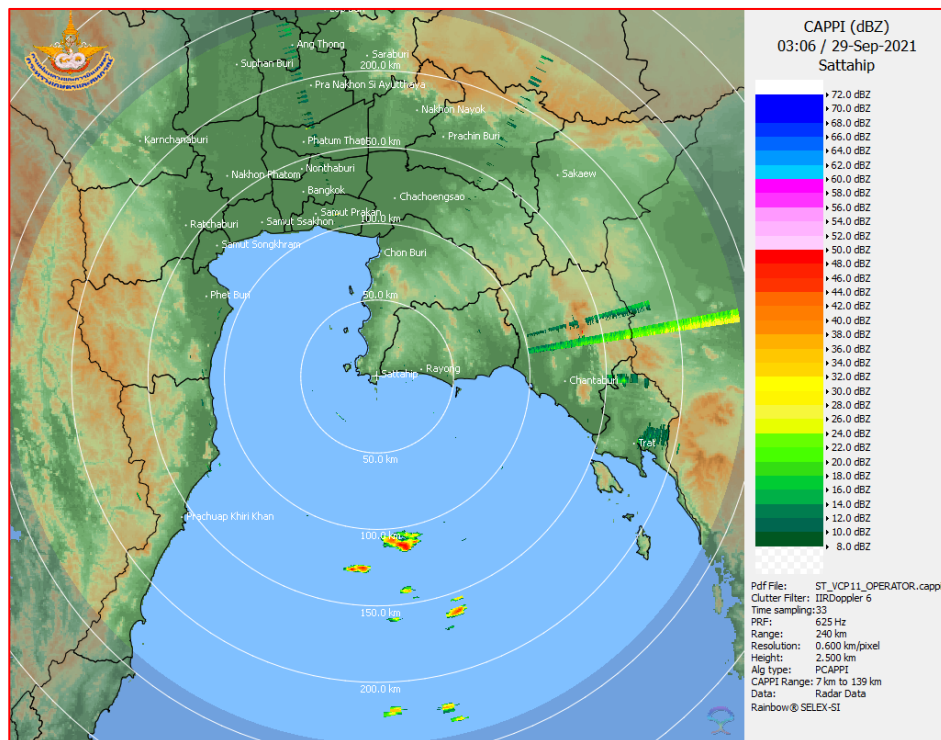 CAPPI (dBZ)
03:06 / 29-Sep-2021
Sattahip
72.0 dBZ
70.0 dBZ
68.0 dBZ
66.0 dBZ
64.0 dBZ
62.0 dBZ
60.0 dBZ
58.0 dBZ
56.0 dBZ
54.0 dBZ
52.0 dBZ
50.0 dBZ
48.0 dBZ
46.0 dBZ
44.0 dBZ
42.0 dBZ
40.0 dBZ
38.0 dBZ
36.0 dBZ
34.0 dBZ
32.0 dBZ
30.0 dBZ
28.0 dBZ
26.0 dBZ
24.0 dBZ
22.0 dBZ
20.0 dBZ
18.0 dBZ
16.0 dBZ
14.0 dBZ
12.0 dBZ
10.0 dBZ
8.0 dBZ
Pdf File: ST_VCP11_OPERATOR.cappi
Clutter Filter: IIRDoppler 6
Time sampling:33
PRF: 625 Hz
Range: 240 km
Resolution: 0.600 km/pixel
Height: 2.500 km
Alg type: PCAPPI
CAPPI Range: 7 km to 139 km
Data: Radar Data
Rainbow® SELEX-SI
Ang Thong
Saraburi
Suphan Buri
200.0 km
Pra Nakhon Si Ayutthaya
Nakhon Nayok
Prachin Buri
Karnchanaburi
Phatum Thani
Nonthaburi
Nakhon Phatom
Sakaew
Bangkok
Chachoengsao
Samut Prakan
Samut Ssakhon
100.0 km
Ratchaburi
Samut Songkhram
Chon Buri
Phet Buri
50.0 km
Sattahip
Rayong
Chantaburi
Trat
50.0 km
Prachuap Khiri Khan
100.0 km
150.0 km
200.0 km